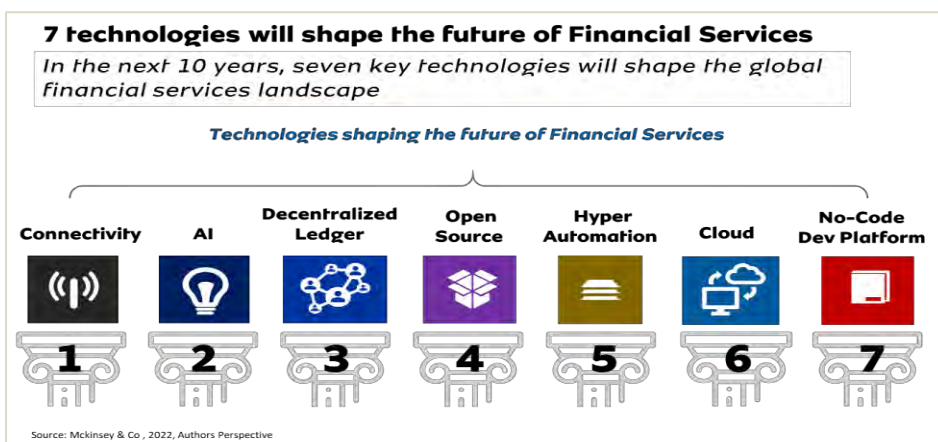 7 technologies will shape the future of Financial Services
In the next 10 years, seven key technologies will shape the global
financial services landscape
Technologies shaping the future of Financial Services
Connectivity
AI
Decentralized
Ledger
Open
Source
Hyper
Automation
Cloud
No-Code
Dev Platform
1
2
3
4
5
6
7
Source: Mckinsey & Co , 2022, Authors Perspective